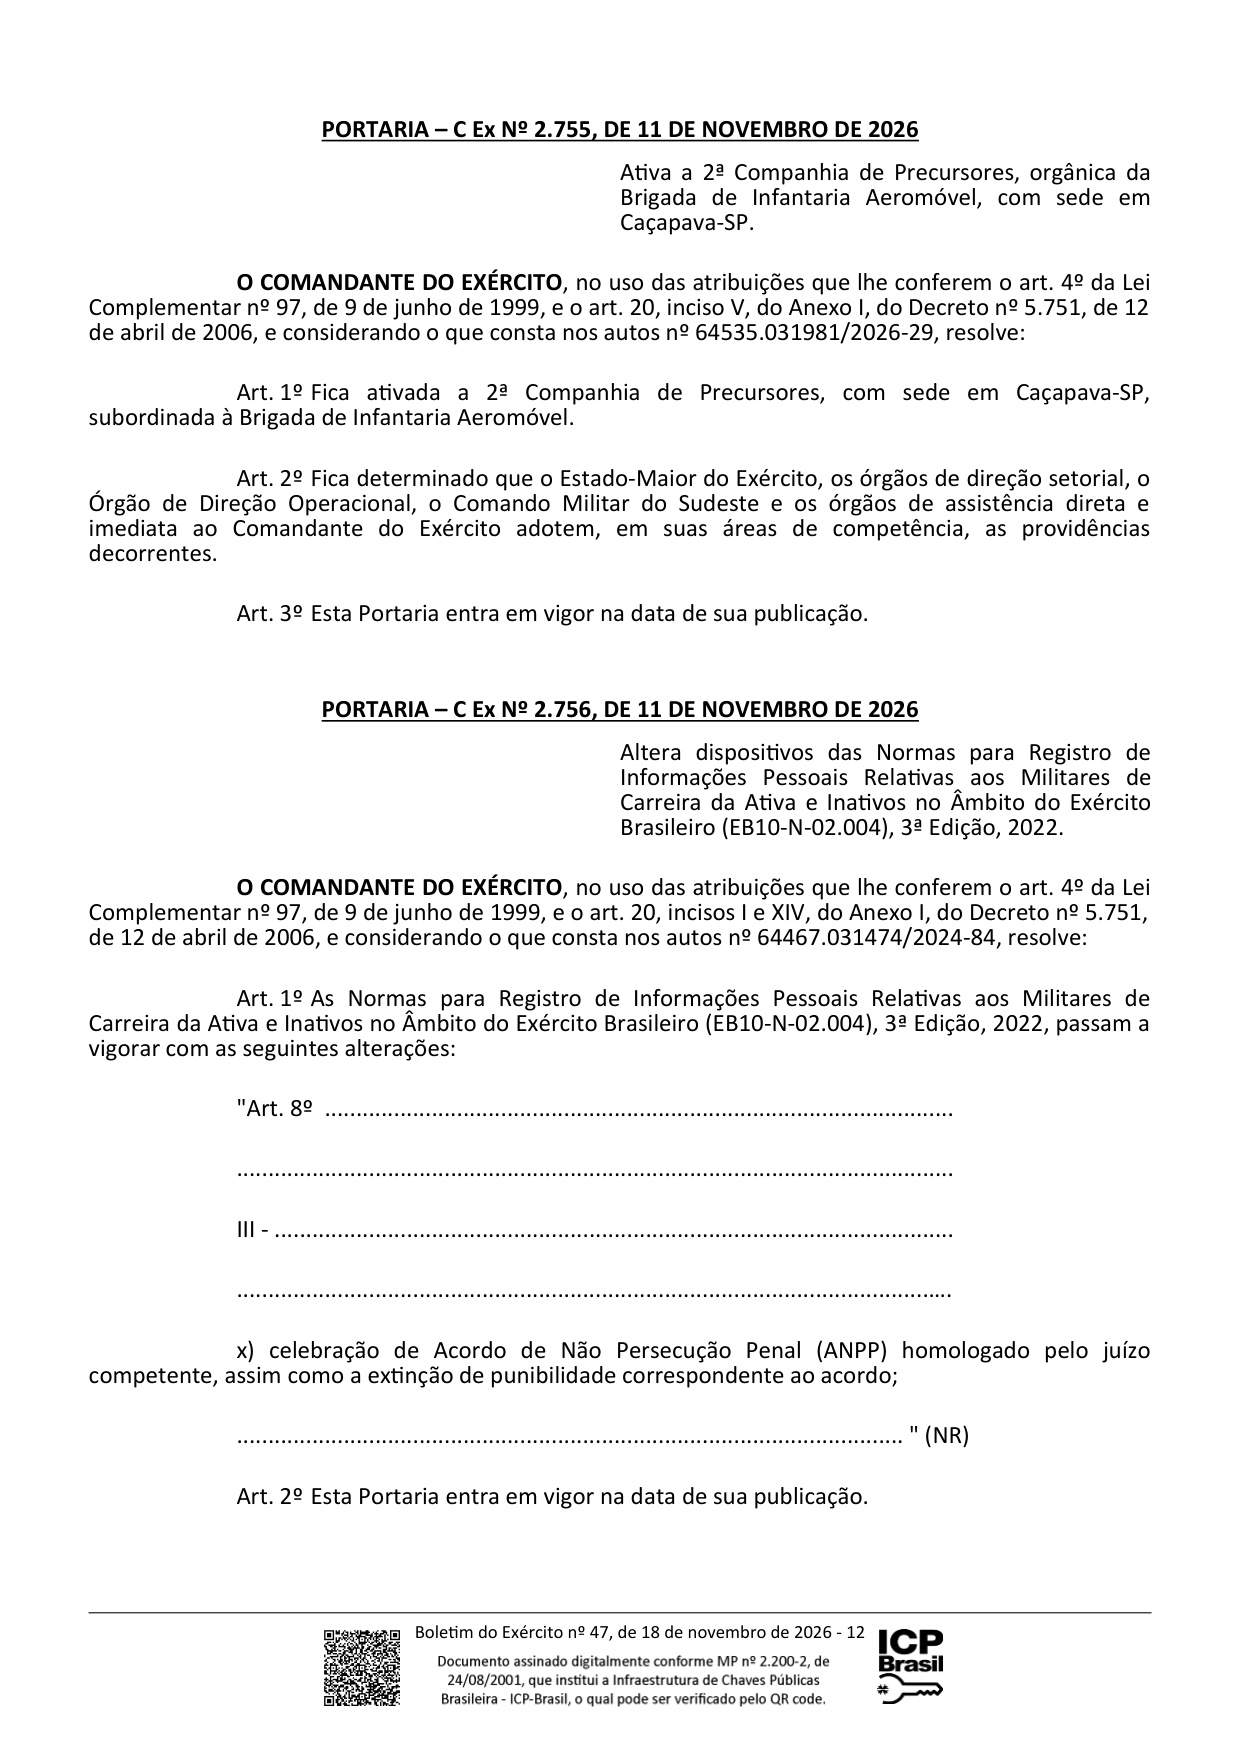 PORTARIA – C Ex Nº 2.755, DE 11 DE NOVEMBRO DE 2026
Ativa a 2ª Companhia de Precursores, orgânica da
Brigada de Infantaria Aeromóvel, com sede em
Caçapava-SP.
O COMANDANTE DO EXÉRCITO, no uso das atribuições que lhe conferem o art. 4º da Lei
Complementar nº 97, de 9 de junho de 1999, e o art. 20, inciso V, do Anexo I, do Decreto nº 5.751, de 12
de abril de 2006, e considerando o que consta nos autos nº 64535.031981/2026-29, resolve:
Art. 1º Fica ativada a 2ª Companhia de Precursores, com sede em Caçapava-SP,
subordinada à Brigada de Infantaria Aeromóvel.
Art. 2º Fica determinado que o Estado-Maior do Exército, os órgãos de direção setorial, o
Órgão de Direção Operacional, o Comando Militar do Sudeste e os órgãos de assistência direta e
imediata ao Comandante do Exército adotem, em suas áreas de competência, as providências
decorrentes.
Art. 3º Esta Portaria entra em vigor na data de sua publicação.
PORTARIA – C Ex Nº 2.756, DE 11 DE NOVEMBRO DE 2026
Altera dispositivos das Normas para Registro de
Informações Pessoais Relativas aos Militares de
Carreira da Ativa e Inativos no Âmbito do Exército
Brasileiro (EB10-N-02.004), 3ª Edição, 2022.
O COMANDANTE DO EXÉRCITO, no uso das atribuições que lhe conferem o art. 4º da Lei
Complementar nº 97, de 9 de junho de 1999, e o art. 20, incisos I e XIV, do Anexo I, do Decreto nº 5.751,
de 12 de abril de 2006, e considerando o que consta nos autos nº 64467.031474/2024-84, resolve:
Art. 1º As Normas para Registro de Informações Pessoais Relativas aos Militares de
Carreira da Ativa e Inativos no Âmbito do Exército Brasileiro (EB10-N-02.004), 3ª Edição, 2022, passam a
vigorar com as seguintes alterações:
"Art. 8º ....................................................................................................
..................................................................................................................
III - ............................................................................................................
..................................................................................................................
x) celebração de Acordo de Não Persecução Penal (ANPP) homologado pelo juízo
competente, assim como a extinção de punibilidade correspondente ao acordo;
.......................................................................................................... " (NR)
Art. 2º Esta Portaria entra em vigor na data de sua publicação.
Boletim do Exército nº 47, de 18 de novembro de 2026 - 12
Documento assinado digitalmente conforme MP nº 2.200-2, de
24/08/2001, que institui a Infraestrutura de Chaves Públicas
Brasileira - ICP-Brasil, o qual pode ser verificado pelo QR code.
ICP
Brasil